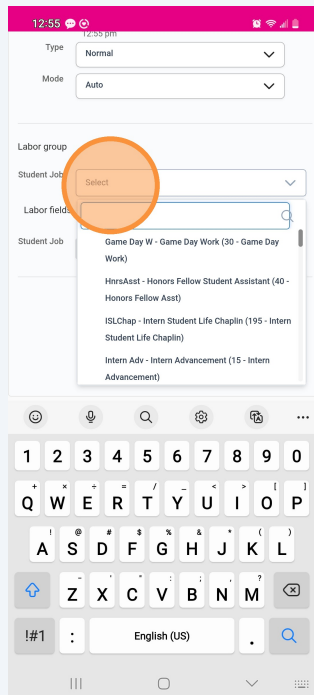 12:55
12:55 pm
Type
Normal
Mode
Auto
Labor group
Student Job
Select
Labor fields
Student Job
Game Day W - Game Day Work (30 - Game Day
Work)
HnrsAsst - Honors Fellow Student Assistant (40 -
Honors Fellow Asst)
ISLChap - Intern Student Life Chaplin (195 - Intern
Student Life Chaplin)
Intern Adv - Intern Advancement (15 - Intern
Advancement)
1 2 3 4 5 6 7 8 9 0
+ × ÷ = / _ < > [ ]
Q W E R T Y U I O P
! @ # $ % & * ( )
A S D F G H J K L
- ' " : ; , ?
Z X C V B N M
!#1 : English (US) .